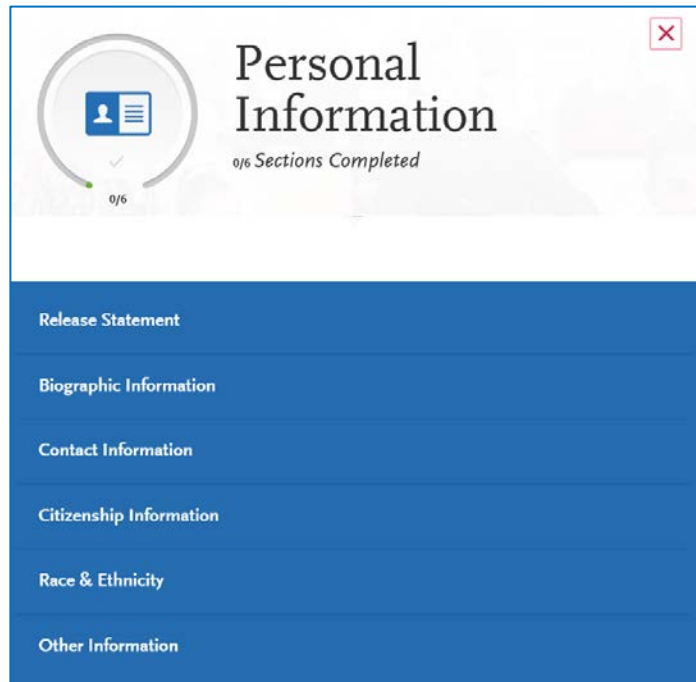 Personal
Information
0/6 Sections Completed
0/6
Release Statement
Biographic Information
Contact Information
Citizenship Information
Race & Ethnicity
Other Information